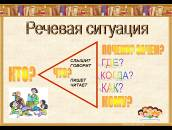 Речевая ситуация
ПОЧЕМУ? ЗАЧЕМ?
СЛЫШИТ
ГОВОРИТ
ГДЕ?
КТО?
ЧТО?
КОГДА?
ПИШЕТ
ЧИТАЕТ
КАК?
КОМУ?